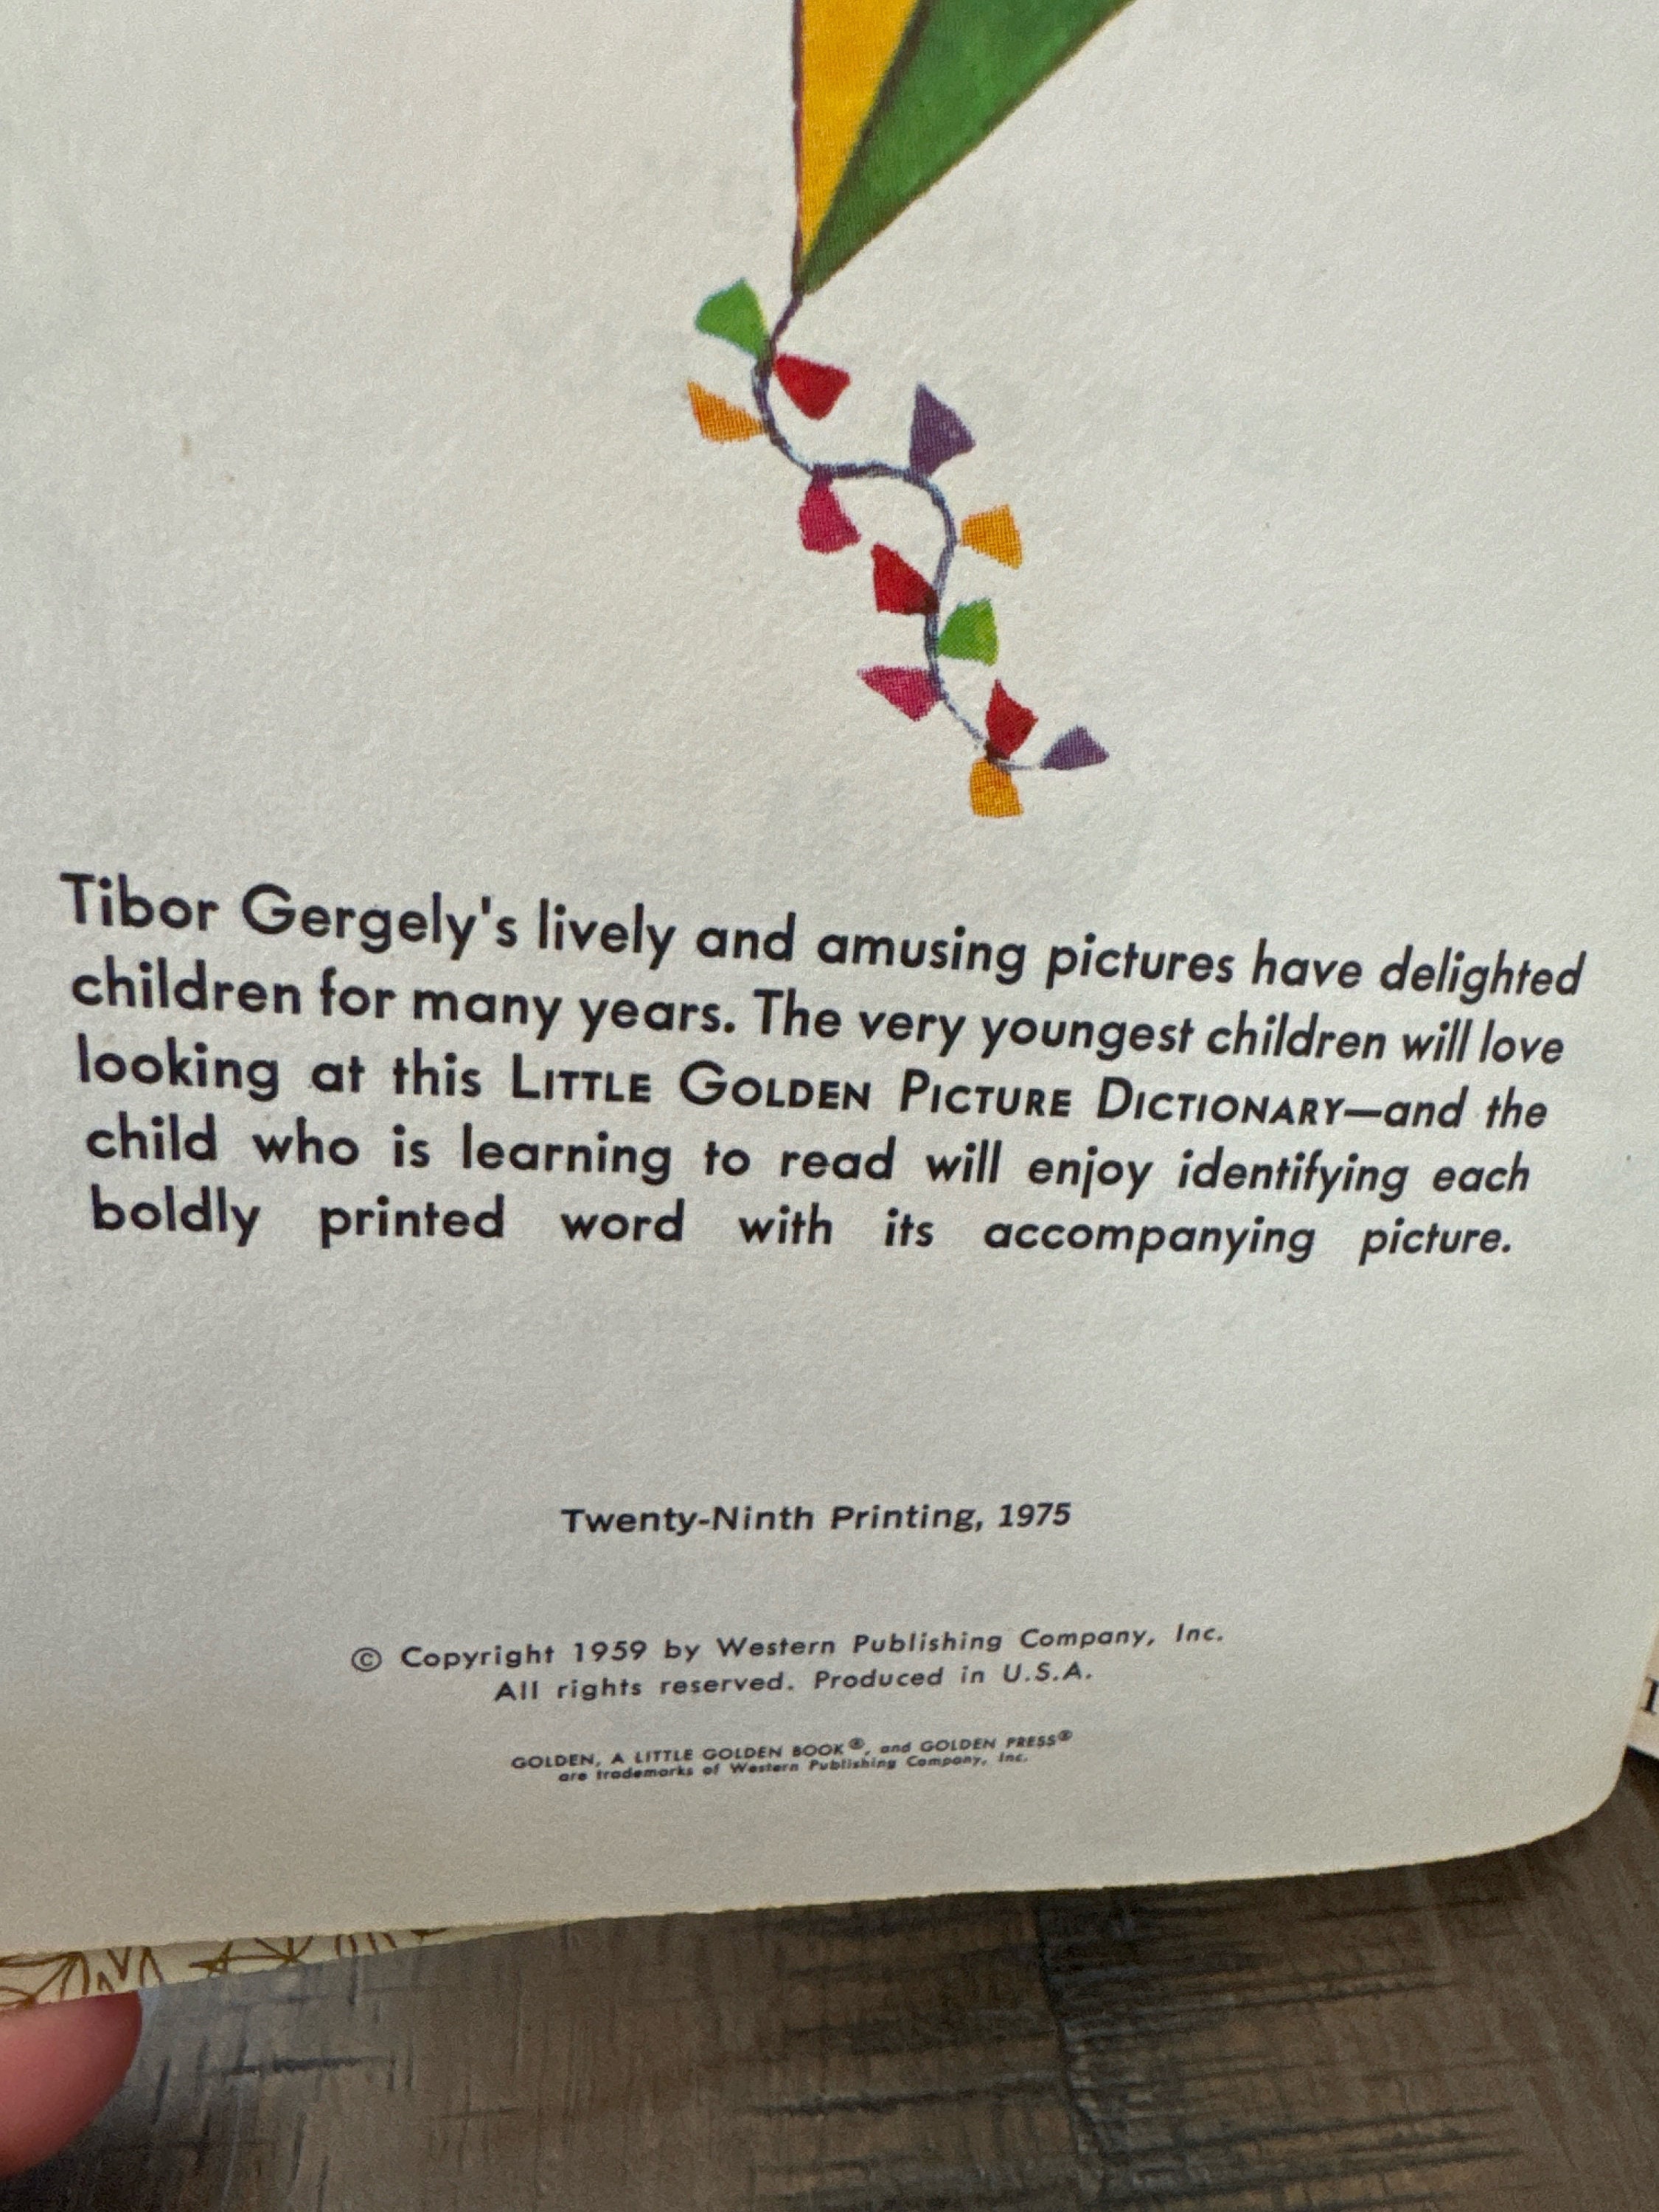 Tibor Gergely's lively and amusing pictures have delighted
children for many years. The very youngest children will love
looking at this LITTLE GOLDEN PICTURE DICTIONARY—and the
child who is learning to read will enjoy identifying each
boldly printed word with its accompanying picture.
Twenty-Ninth Printing, 1975
© Copyright 1959 by Western Publishing Company, Inc.
All rights reserved. Produced in U.S.A.
GOLDEN, A LITTLE GOLDEN BOOK®, and GOLDEN PRESS®
are trademarks of Western Publishing Company, Inc.